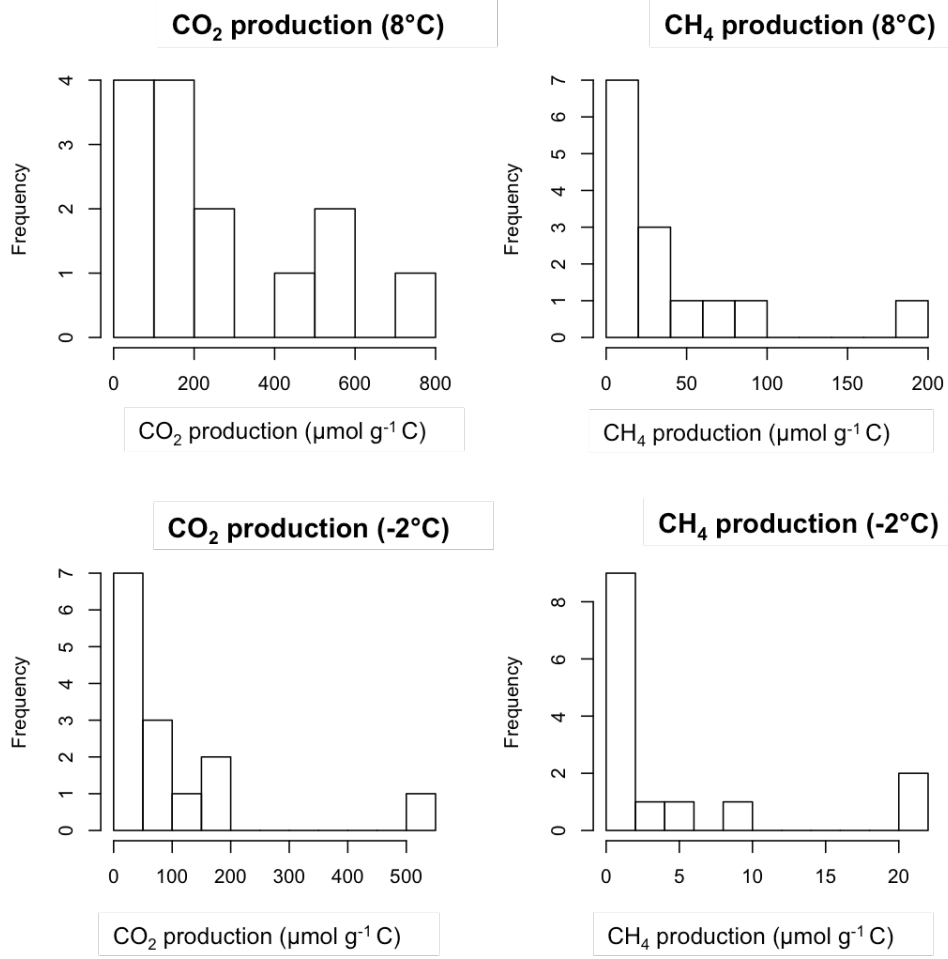 CO₂ production (8°C)
4
3
2
1
0
Frequency
0 200 400 600 800
CO₂ production (µmol g⁻¹ C)
CH₄ production (8°C)
7
6
5
4
3
2
1
0
Frequency
0 50 100 150 200
CH₄ production (µmol g⁻¹ C)
CO₂ production (-2°C)
7
6
5
4
3
2
1
0
Frequency
0 100 200 300 400 500
CO₂ production (µmol g⁻¹ C)
CH₄ production (-2°C)
8
6
4
2
0
Frequency
0 5 10 15 20
CH₄ production (µmol g⁻¹ C)